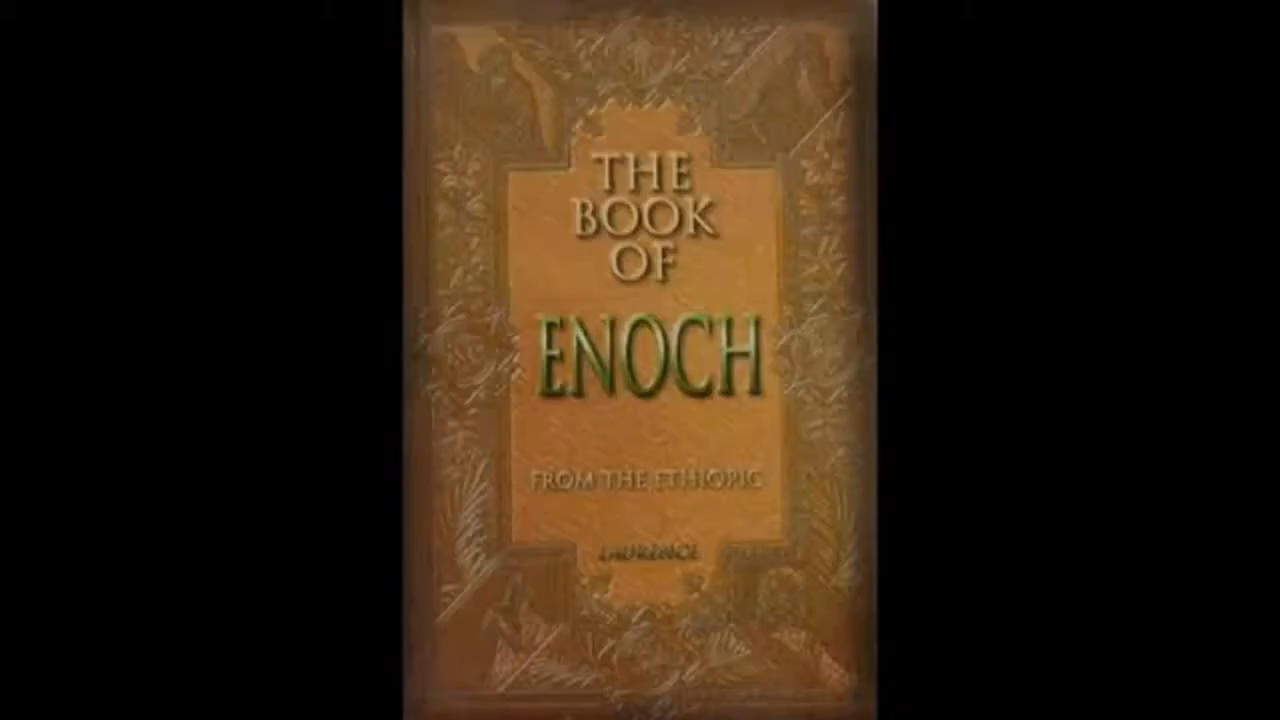 THE
BOOK
OF
ENOCH
FROM THE ETHIOPIC
LAURENCE